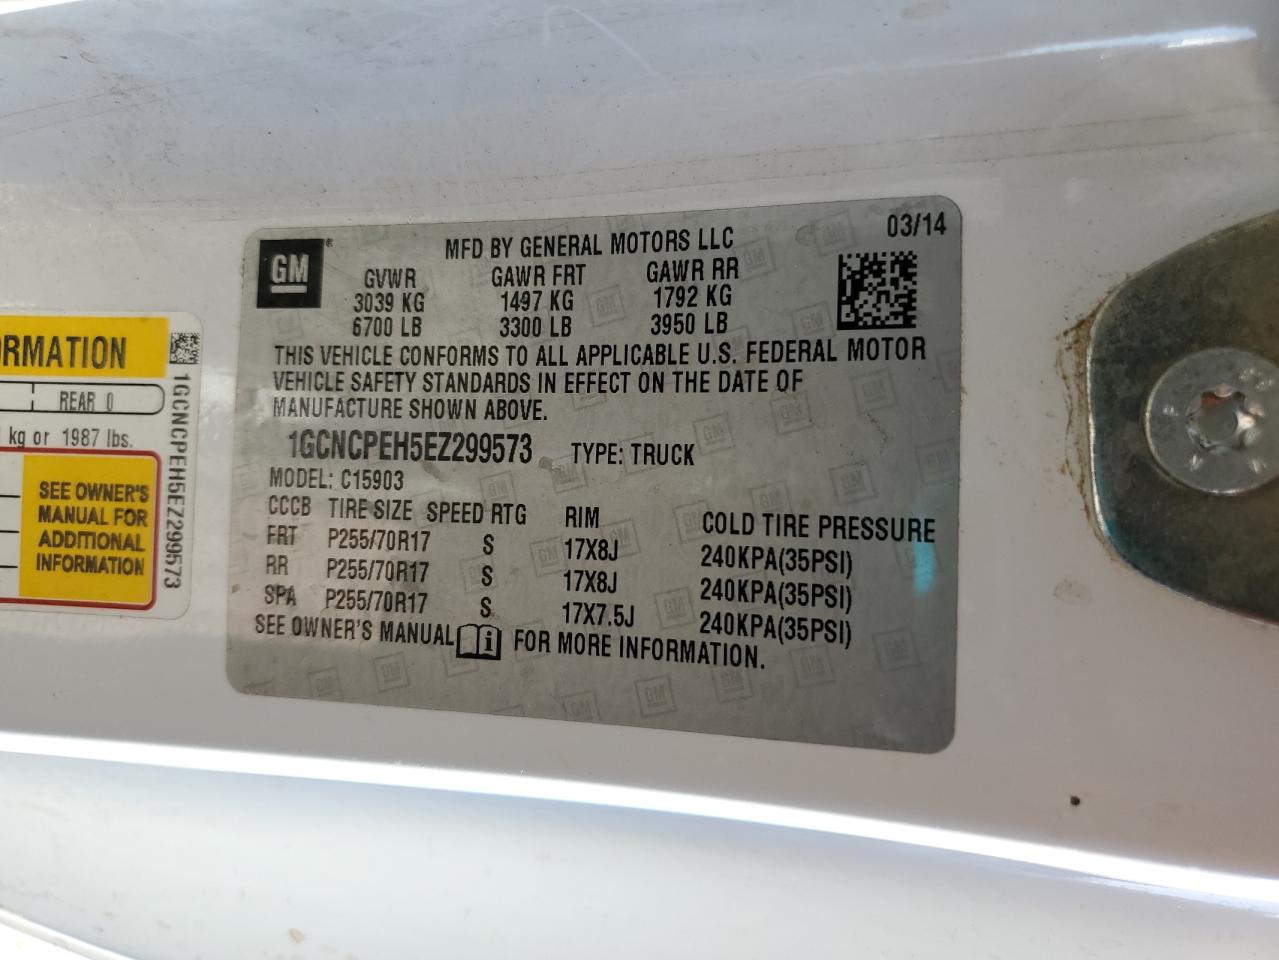 ORMATION
REAR 0
kg or 1987 lbs.
SEE OWNER'S
MANUAL FOR
ADDITIONAL
INFORMATION
1GCNCPEH5EZ299573
GM ®
MFD BY GENERAL MOTORS LLC 03/14
GVWR GAWR FRT GAWR RR
3039 KG 1497 KG 1792 KG
6700 LB 3300 LB 3950 LB
THIS VEHICLE CONFORMS TO ALL APPLICABLE U.S. FEDERAL MOTOR
VEHICLE SAFETY STANDARDS IN EFFECT ON THE DATE OF
MANUFACTURE SHOWN ABOVE.
1GCNCPEH5EZ299573 TYPE: TRUCK
MODEL: C15903
CCCB TIRE SIZE SPEED RTG RIM COLD TIRE PRESSURE
FRT P255/70R17 S 17X8J 240KPA(35PSI)
RR P255/70R17 S 17X8J 240KPA(35PSI)
SPA P255/70R17 S 17X7.5J 240KPA(35PSI)
SEE OWNER'S MANUAL i FOR MORE INFORMATION.